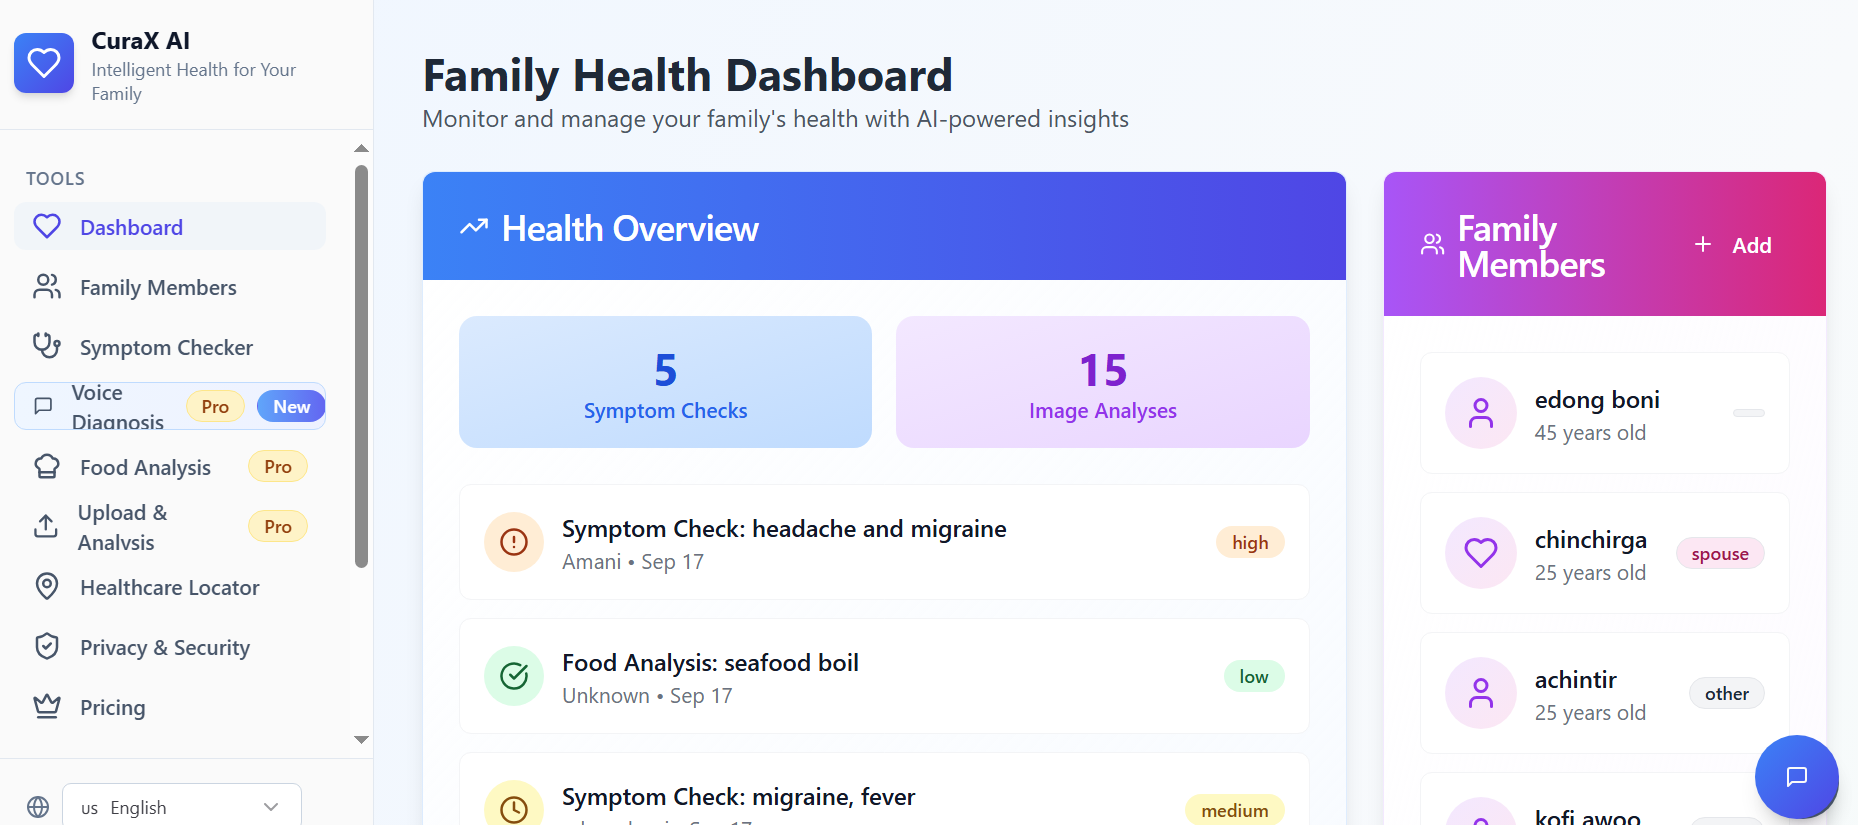 CuraX AI
Intelligent Health for Your
Family
TOOLS
Dashboard
Family Members
Symptom Checker
Voice
Diagnosis
Pro
New
Food Analysis
Pro
Upload &
Analysis
Pro
Healthcare Locator
Privacy & Security
Pricing
us English
Family Health Dashboard
Monitor and manage your family's health with AI-powered insights
Health Overview
5
Symptom Checks
15
Image Analyses
Symptom Check: headache and migraine
Amani • Sep 17
high
Food Analysis: seafood boil
Unknown • Sep 17
low
Symptom Check: migraine, fever
medium
Family
Members
Add
edong boni
45 years old
chinchirga
25 years old
spouse
achintir
25 years old
other
kofi awoo